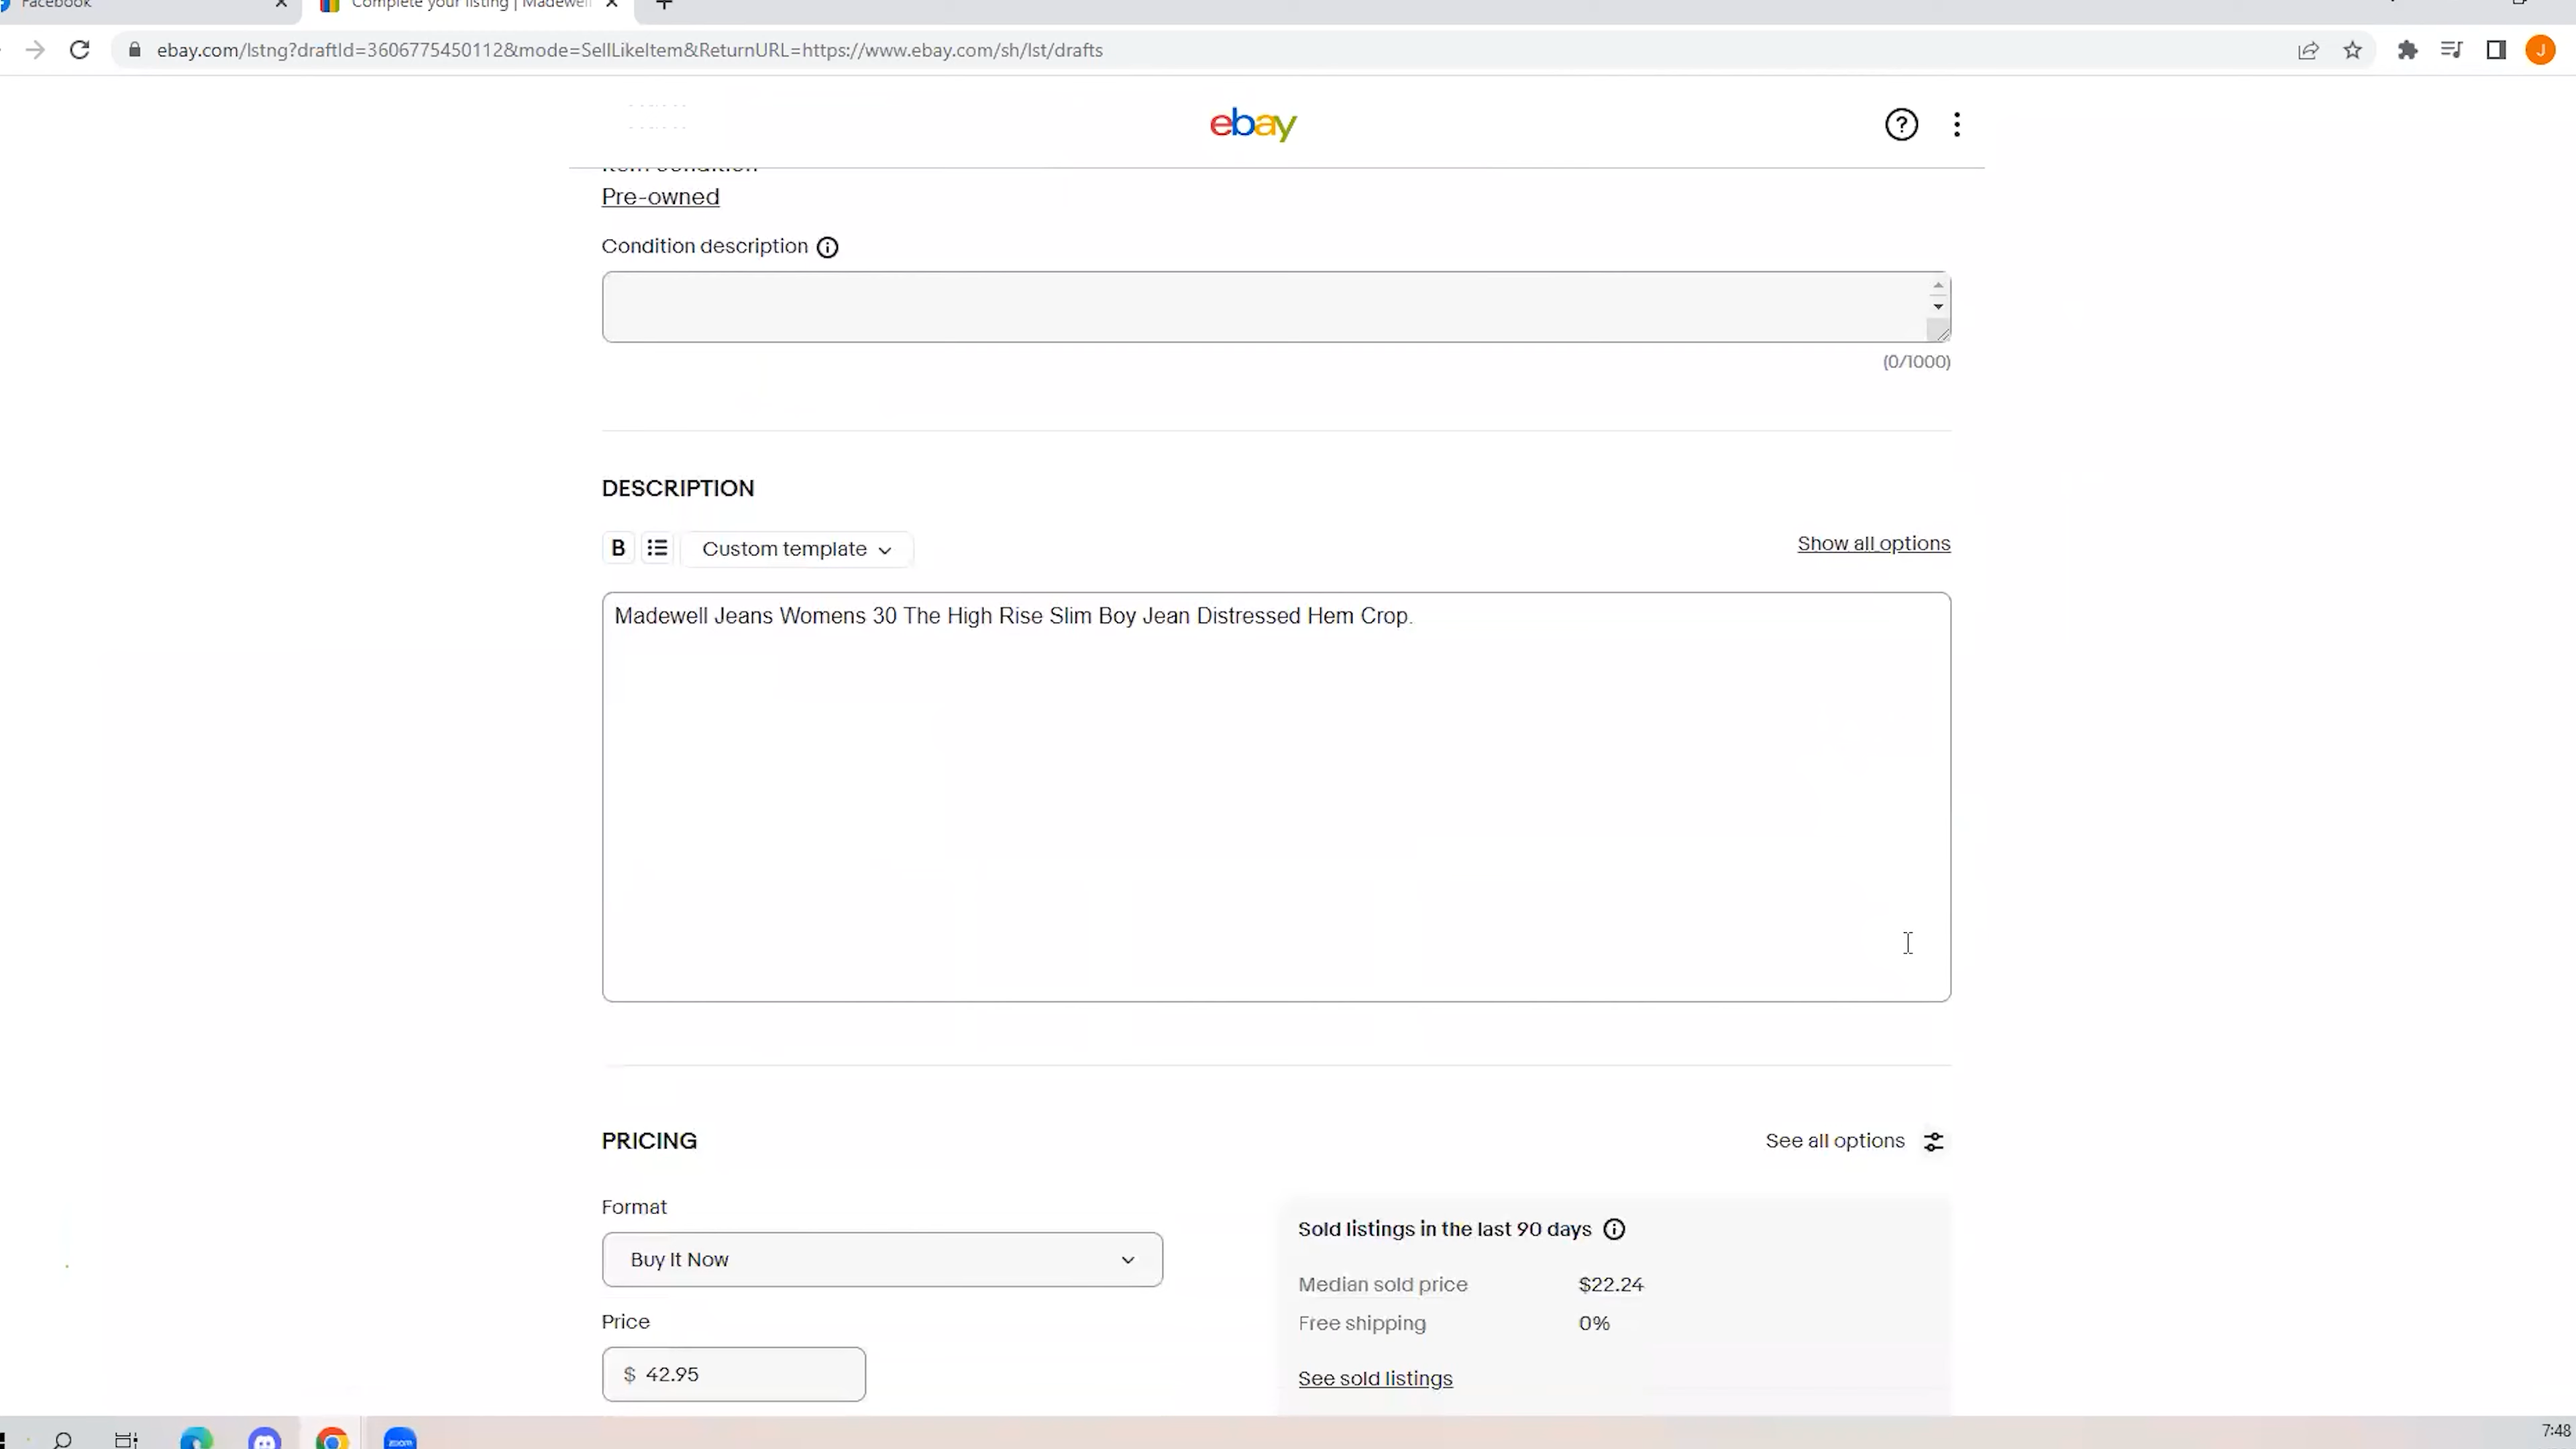 Facebook
Complete your listing | Madewell
ebay.com/lstng?draftId=3606775450112&mode=SellLikeItem&ReturnURL=https://www.ebay.com/sh/lst/drafts
J
ebay
Item condition
Pre-owned
Condition description
(0/1000)
DESCRIPTION
B
Custom template
Show all options
Madewell Jeans Womens 30 The High Rise Slim Boy Jean Distressed Hem Crop.
PRICING
See all options
Format
Buy It Now
Sold listings in the last 90 days
Median sold price $22.24
Free shipping 0%
See sold listings
Price
$ 42.95
zoom
7:48